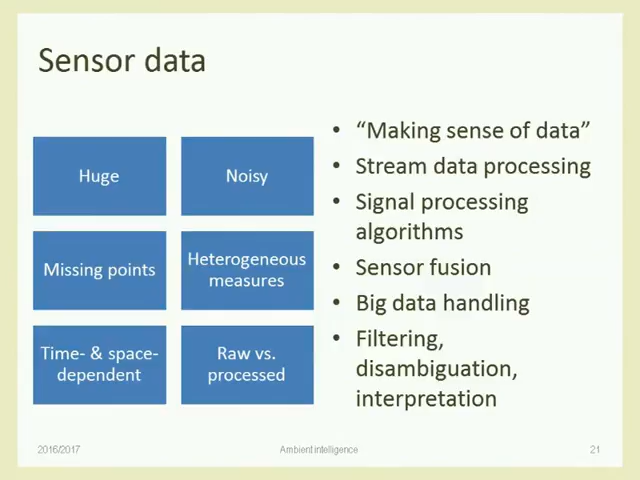 Sensor data
Huge
Noisy
Missing points
Heterogeneous
measures
Time- & space-
dependent
Raw vs.
processed
• “Making sense of data”
• Stream data processing
• Signal processing
algorithms
• Sensor fusion
• Big data handling
• Filtering,
disambiguation,
interpretation
2016/2017
Ambient intelligence
21